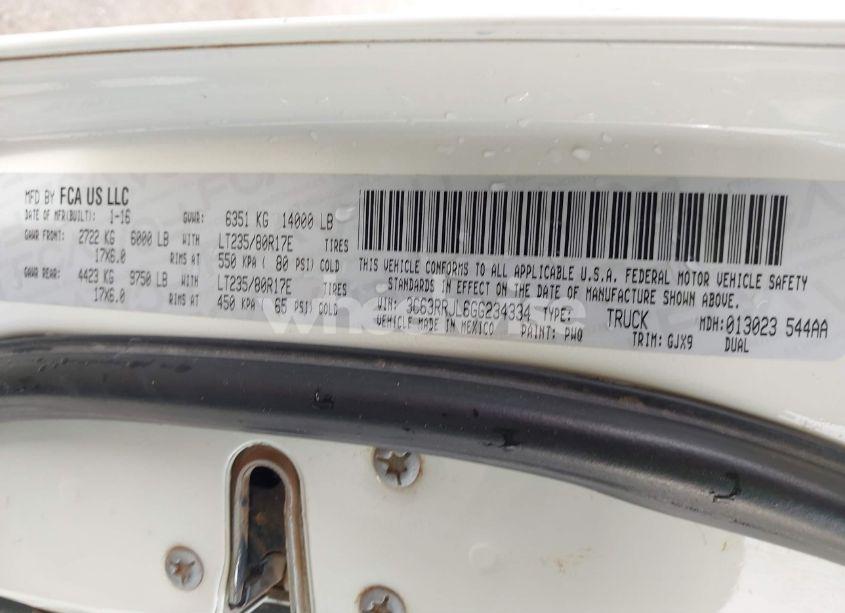 MFD BY FCA US LLC
DATE OF MFR(BUILT): 1-16 GVWR: 6351 KG 14000 LB
GAWR FRONT: 2722 KG 6000 LB WITH LT235/80R17E TIRES
17X6.0 RIMS AT 550 KPA ( 80 PSI) COLD
GAWR REAR: 4423 KG 9750 LB WITH LT235/80R17E TIRES
17X6.0 RIMS AT 450 KPA ( 65 PSI) COLD
THIS VEHICLE CONFORMS TO ALL APPLICABLE U.S.A. FEDERAL MOTOR VEHICLE SAFETY
STANDARDS IN EFFECT ON THE DATE OF MANUFACTURE SHOWN ABOVE.
VIN: 3C63RRJL6GG234334 TYPE: TRUCK MDH: 013023 544AA
VEHICLE MADE IN MEXICO PAINT: PW0 TRIM: GJX9 DUAL